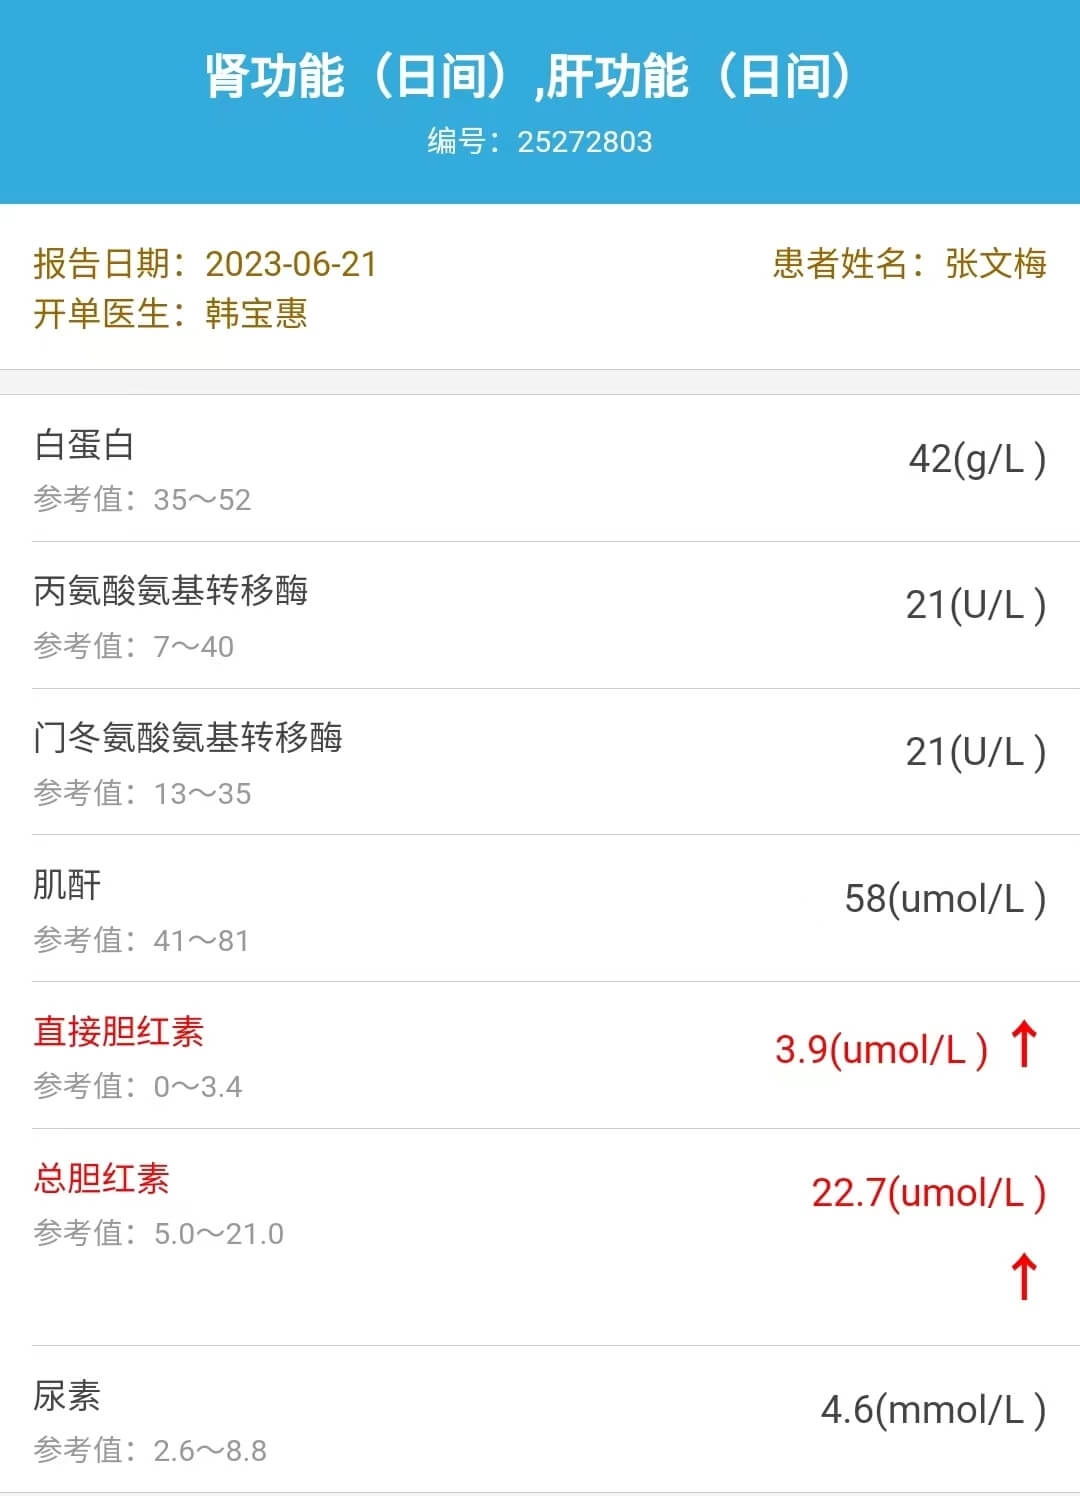 肾功能（日间）,肝功能（日间）
编号：25272803
报告日期：2023-06-21
患者姓名：张文梅
开单医生：韩宝惠
白蛋白
42(g/L )
参考值：35～52
丙氨酸氨基转移酶
21(U/L )
参考值：7～40
门冬氨酸氨基转移酶
21(U/L )
参考值：13～35
肌酐
58(umol/L )
参考值：41～81
直接胆红素
3.9(umol/L ) ↑
参考值：0～3.4
总胆红素
22.7(umol/L )
参考值：5.0～21.0
↑
尿素
4.6(mmol/L )
参考值：2.6～8.8